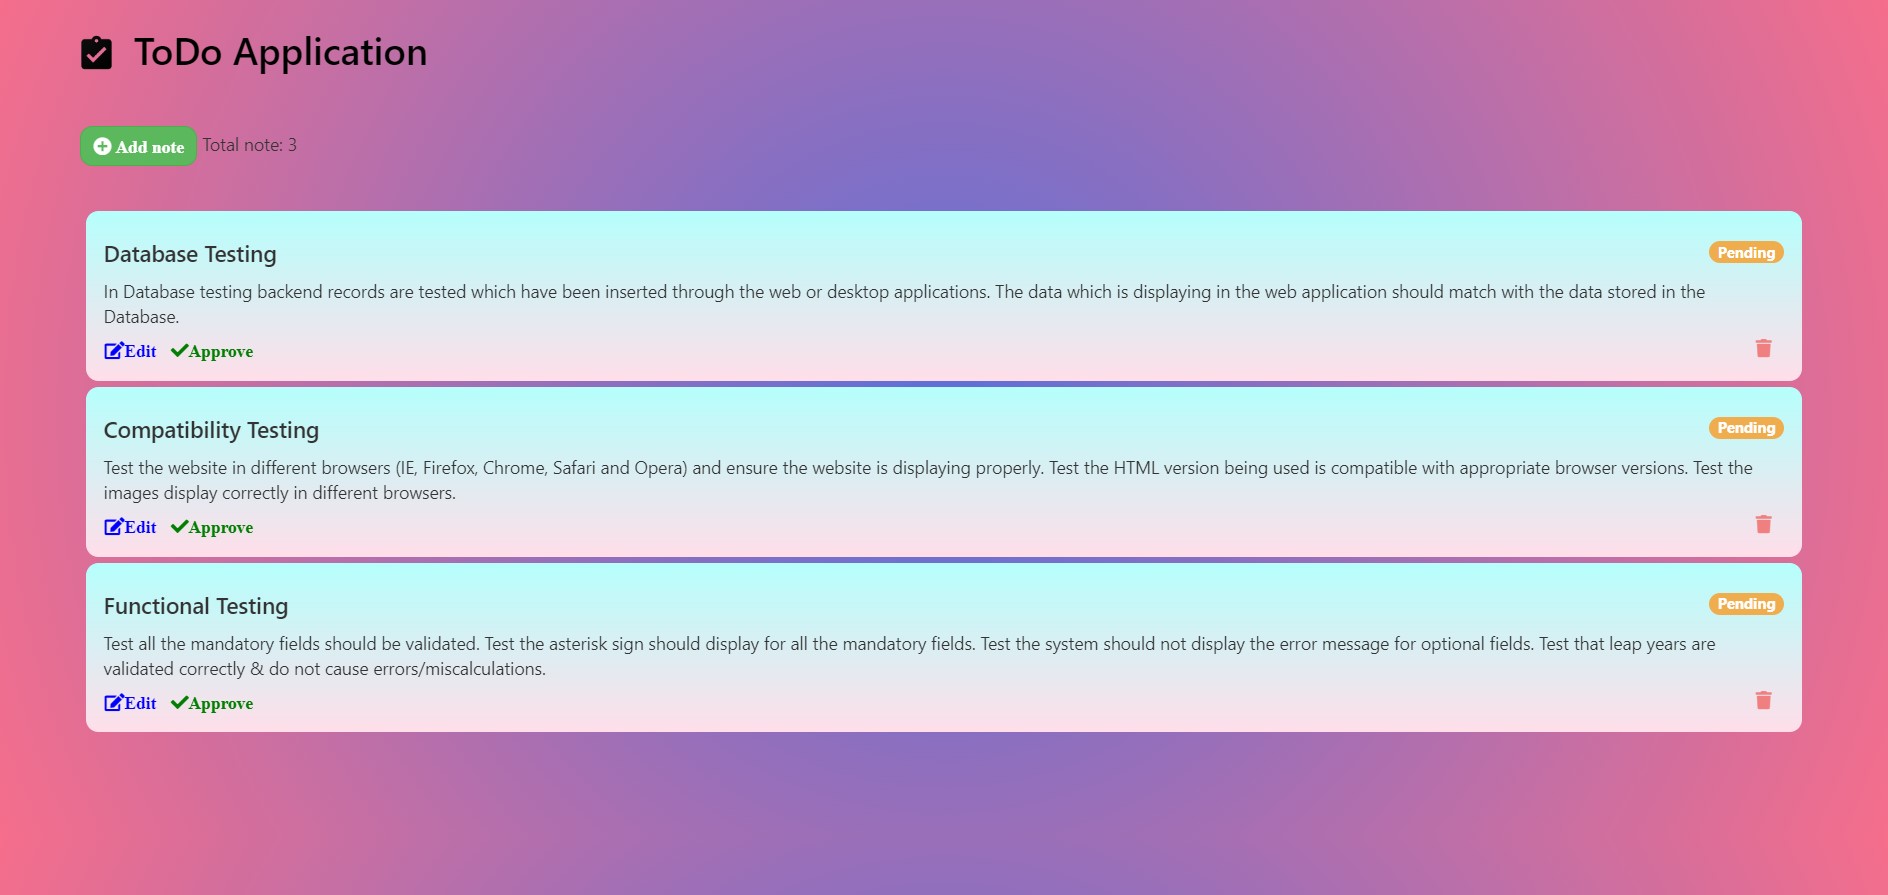 ToDo Application
Add note Total note: 3
Database Testing Pending
In Database testing backend records are tested which have been inserted through the web or desktop applications. The data which is displaying in the web application should match with the data stored in the
Database.
Edit Approve
Compatibility Testing Pending
Test the website in different browsers (IE, Firefox, Chrome, Safari and Opera) and ensure the website is displaying properly. Test the HTML version being used is compatible with appropriate browser versions. Test the
images display correctly in different browsers.
Edit Approve
Functional Testing Pending
Test all the mandatory fields should be validated. Test the asterisk sign should display for all the mandatory fields. Test the system should not display the error message for optional fields. Test that leap years are
validated correctly & do not cause errors/miscalculations.
Edit Approve